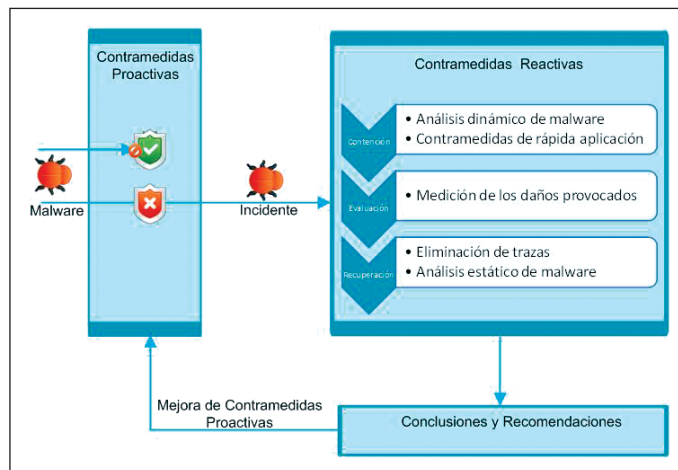 Contramedidas
Proactivas
Malware
Incidente
Contramedidas Reactivas
Contención
• Análisis dinámico de malware
• Contramedidas de rápida aplicación
Evaluación
• Medición de los daños provocados
Recuperación
• Eliminación de trazas
• Análisis estático de malware
Mejora de Contramedidas
Proactivas
Conclusiones y Recomendaciones